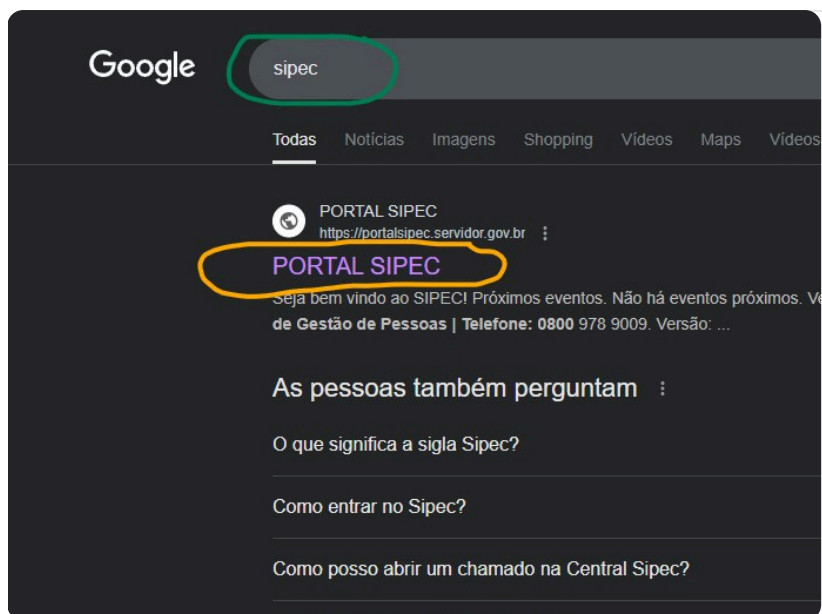 Google
sipec
Todas Notícias Imagens Shopping Vídeos Maps Vídeos
PORTAL SIPEC
https://portalsipec.servidor.gov.br
PORTAL SIPEC
Seja bem vindo ao SIPEC! Próximos eventos. Não há eventos próximos.
de Gestão de Pessoas | Telefone: 0800 978 9009. Versão: ...
As pessoas também perguntam
O que significa a sigla Sipec?
Como entrar no Sipec?
Como posso abrir um chamado na Central Sipec?